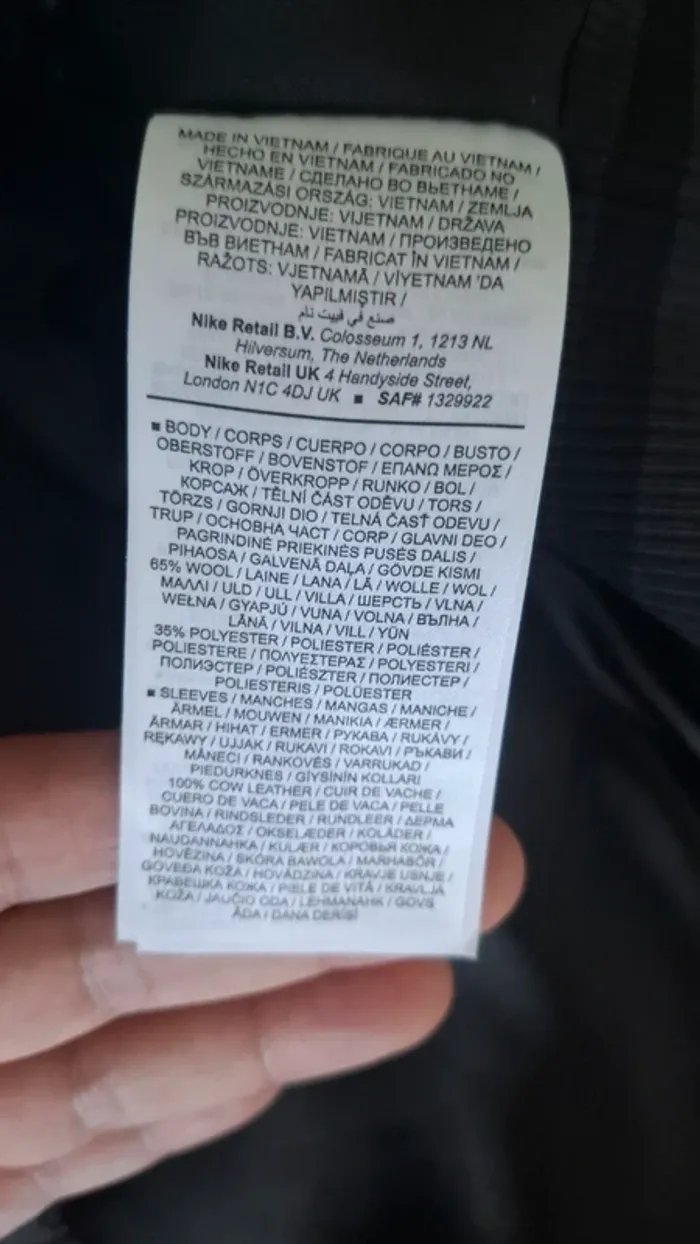 MADE IN VIETNAM / FABRIQUE AU VIETNAM /
HECHO EN VIETNAM / FABRICADO NO
VIETNAME / СДЕЛАНО ВО ВЬЕТНАМЕ /
SZÁRMAZÁSI ORSZÁG: VIETNAM / ZEMLJA
PROIZVODNJE: VIJETNAM / DRŽAVA
PROIZVODNJE: VIETNAM / ПРОИЗВЕДЕНО
ВЪВ ВИЕТНАМ / FABRICAT ÎN VIETNAM /
RAŽOTS: VJETNAMĀ / VİYETNAM 'DA
YAPILMIŞTIR /
صنع في فييت نام
Nike Retail B.V. Colosseum 1, 1213 NL
Hilversum, The Netherlands
Nike Retail UK 4 Handyside Street,
London N1C 4DJ UK ■ SAF# 1329922
■ BODY / CORPS / CUERPO / CORPO / BUSTO /
OBERSTOFF / BOVENSTOF / ΕΠΑΝΩ ΜΕΡΟΣ /
KROP / ÖVERKROPP / RUNKO / BOL /
КОРСАЖ / TĚLNÍ ČÁST ODĚVU / TORS /
TÖRZS / GORNJI DIO / TELNÁ ČASŤ ODEVU /
TRUP / ОСНОВНА ЧАСТ / CORP / GLAVNI DEO /
PAGRINDINĖ PRIEKINĖS PUSĖS DALIS /
PIHAOSA / GALVENĀ DAĻA / GÖVDE KISMI
65% WOOL / LAINE / LANA / LÃ / WOLLE / WOL /
ΜΑΛΛΙ / ULD / ULL / VILLA / ШЕРСТЬ / VLNA /
WEŁNA / GYAPJÚ / VUNA / VOLNA / ВЪЛНА /
LÂNĂ / VILNA / VILL / YÜN
35% POLYESTER / POLIESTER / POLIÉSTER /
POLIESTERE / ΠΟΛΥΕΣΤΕΡΑΣ / POLYESTERI /
ПОЛИЭСТЕР / POLIÉSZTER / ПОЛИЕСТЕР /
POLIESTERIS / POLÜESTER
■ SLEEVES / MANCHES / MANGAS / MANICHE /
ÄRMEL / MOUWEN / ΜΑΝΙΚΙΑ / ÆRMER /
ÄRMAR / HIHAT / ERMER / РУКАВА / RUKÁVY /
RĘKAWY / UJJAK / RUKAVI / ROKAVI / РЪКАВИ /
MÂNECI / RANKOVĖS / VARRUKAD /
PIEDURKNES / GİYSİNİN KOLLARI
100% COW LEATHER / CUIR DE VACHE /
CUERO DE VACA / PELE DE VACA / PELLE
BOVINA / RINDSLEDER / RUNDLEER / ΔΕΡΜΑ
ΑΓΕΛΑΔΟΣ / OKSELÆDER / KOLÄDER /
NAUDANNAHKA / KULÆR / КОРОВЬЯ КОЖА /
HOVĚZINA / SKÓRA BAWOLA / MARHABŐR /
GOVEĐA KOŽA / HOVÄDZINA / KRAVJE USNJE /
КРАВЕШКА КОЖА / PIELE DE VITĂ / KRAVLJA
KOŽA / JAUČIO ODA / LEHMANAHK / GOVS
ĀDA / DANA DERİSİ